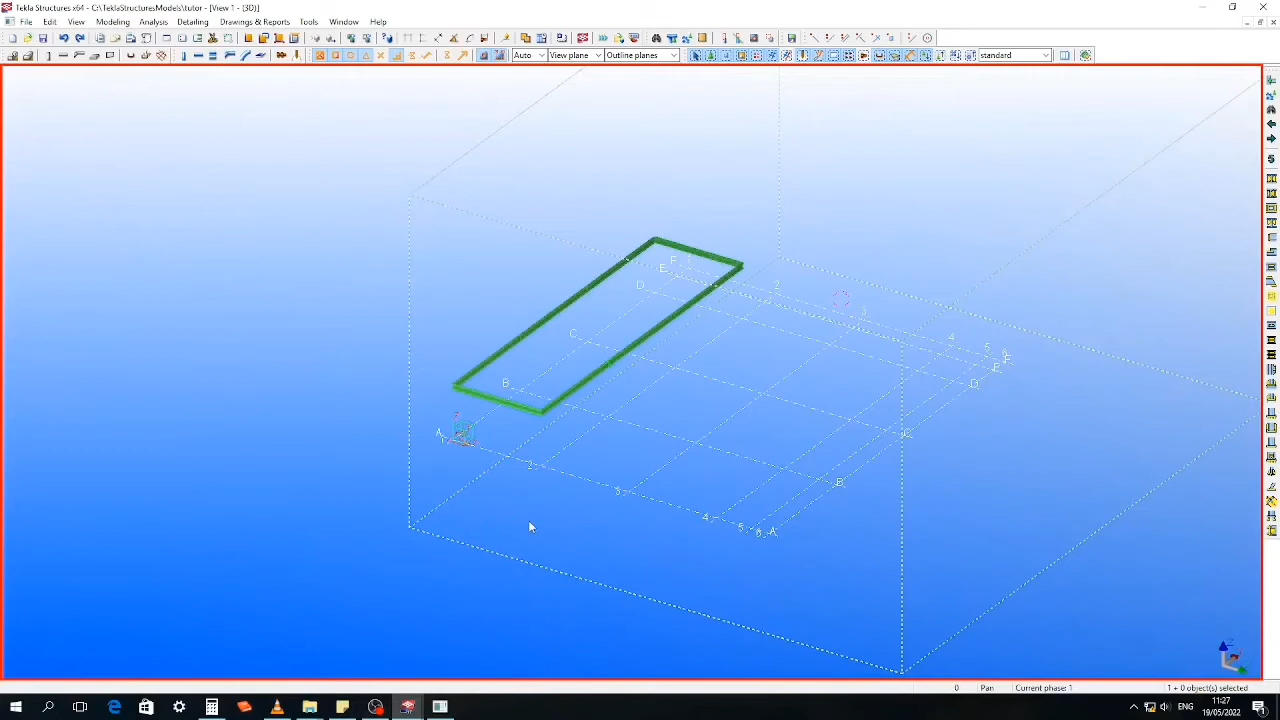 Tekla Structures x64 - C:\TeklaStructuresModels\tutor - [View 1 - [3D]]
File Edit View Modeling Analysis Detailing Drawings & Reports Tools Window Help
Auto View plane Outline planes standard
F
E
D
C
B
A
1
2
3
4
5
E
D
C
B
2
3
4
5
6
A
Z
0 Pan Current phase: 1 1 + 0 object(s) selected
11:27
19/05/2022